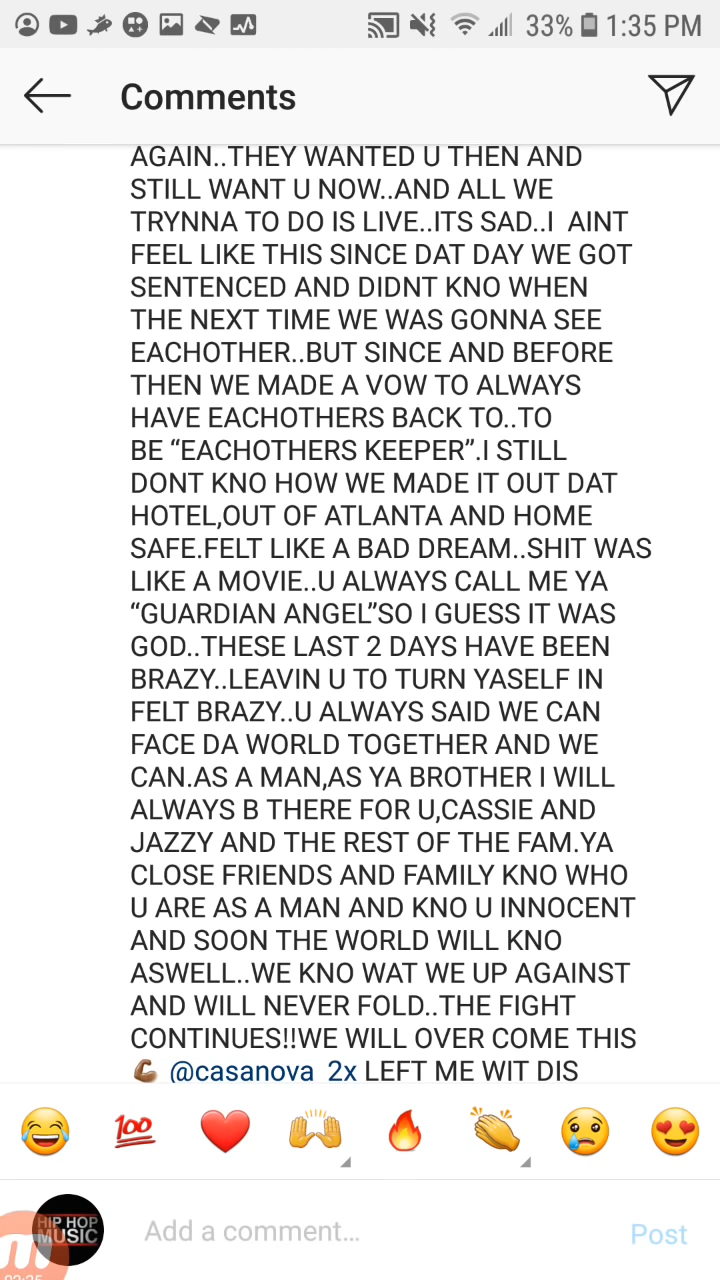 33% 1:35 PM
Comments
AGAIN..THEY WANTED U THEN AND
STILL WANT U NOW..AND ALL WE
TRYNNA TO DO IS LIVE..ITS SAD..I  AINT
FEEL LIKE THIS SINCE DAT DAY WE GOT
SENTENCED AND DIDNT KNO WHEN
THE NEXT TIME WE WAS GONNA SEE
EACHOTHER..BUT SINCE AND BEFORE
THEN WE MADE A VOW TO ALWAYS
HAVE EACHOTHERS BACK TO..TO
BE “EACHOTHERS KEEPER”.I STILL
DONT KNO HOW WE MADE IT OUT DAT
HOTEL,OUT OF ATLANTA AND HOME
SAFE.FELT LIKE A BAD DREAM..SHIT WAS
LIKE A MOVIE..U ALWAYS CALL ME YA
“GUARDIAN ANGEL”SO I GUESS IT WAS
GOD..THESE LAST 2 DAYS HAVE BEEN
BRAZY..LEAVIN U TO TURN YASELF IN
FELT BRAZY..U ALWAYS SAID WE CAN
FACE DA WORLD TOGETHER AND WE
CAN.AS A MAN,AS YA BROTHER I WILL
ALWAYS B THERE FOR U,CASSIE AND
JAZZY AND THE REST OF THE FAM.YA
CLOSE FRIENDS AND FAMILY KNO WHO
U ARE AS A MAN AND KNO U INNOCENT
AND SOON THE WORLD WILL KNO
ASWELL..WE KNO WAT WE UP AGAINST
AND WILL NEVER FOLD..THE FIGHT
CONTINUES!!WE WILL OVER COME THIS
💪🏾 @casanova_2x LEFT ME WIT DIS
😂 💯 ❤️ 🙌 🔥 👏 😢 😍
HIP HOP
MUSIC
Add a comment...
Post